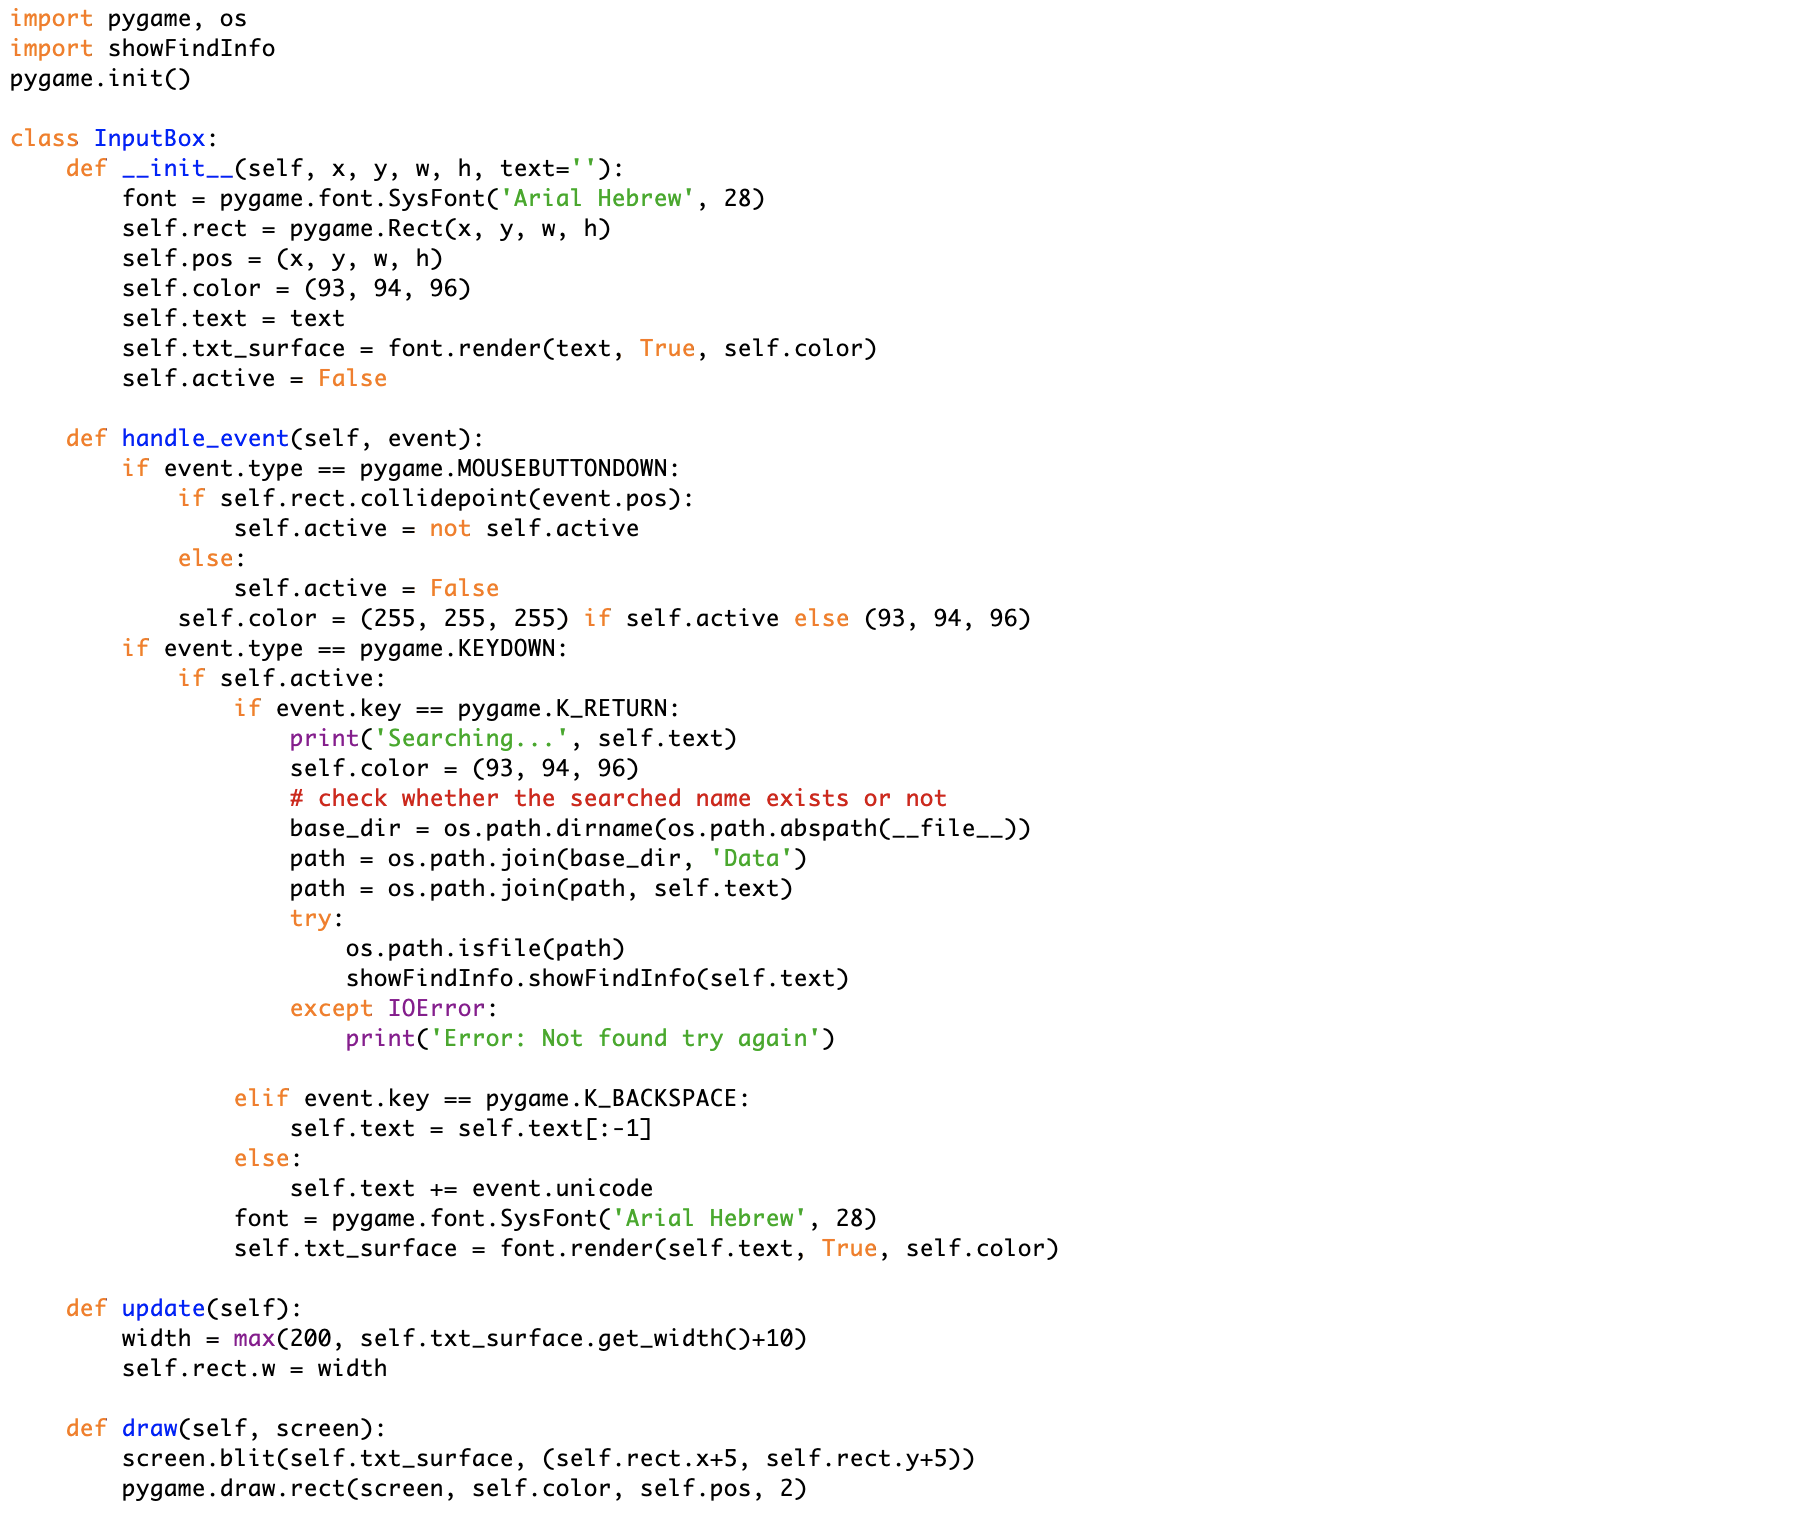 import pygame, os
import showFindInfo
pygame.init()

class InputBox:
    def __init__(self, x, y, w, h, text=''):
        font = pygame.font.SysFont('Arial Hebrew', 28)
        self.rect = pygame.Rect(x, y, w, h)
        self.pos = (x, y, w, h)
        self.color = (93, 94, 96)
        self.text = text
        self.txt_surface = font.render(text, True, self.color)
        self.active = False

    def handle_event(self, event):
        if event.type == pygame.MOUSEBUTTONDOWN:
            if self.rect.collidepoint(event.pos):
                self.active = not self.active
            else:
                self.active = False
            self.color = (255, 255, 255) if self.active else (93, 94, 96)
        if event.type == pygame.KEYDOWN:
            if self.active:
                if event.key == pygame.K_RETURN:
                    print('Searching...', self.text)
                    self.color = (93, 94, 96)
                    # check whether the searched name exists or not
                    base_dir = os.path.dirname(os.path.abspath(__file__))
                    path = os.path.join(base_dir, 'Data')
                    path = os.path.join(path, self.text)
                    try:
                        os.path.isfile(path)
                        showFindInfo.showFindInfo(self.text)
                    except IOError:
                        print('Error: Not found try again')

                elif event.key == pygame.K_BACKSPACE:
                    self.text = self.text[:-1]
                else:
                    self.text += event.unicode
                font = pygame.font.SysFont('Arial Hebrew', 28)
                self.txt_surface = font.render(self.text, True, self.color)

    def update(self):
        width = max(200, self.txt_surface.get_width()+10)
        self.rect.w = width

    def draw(self, screen):
        screen.blit(self.txt_surface, (self.rect.x+5, self.rect.y+5))
        pygame.draw.rect(screen, self.color, self.pos, 2)